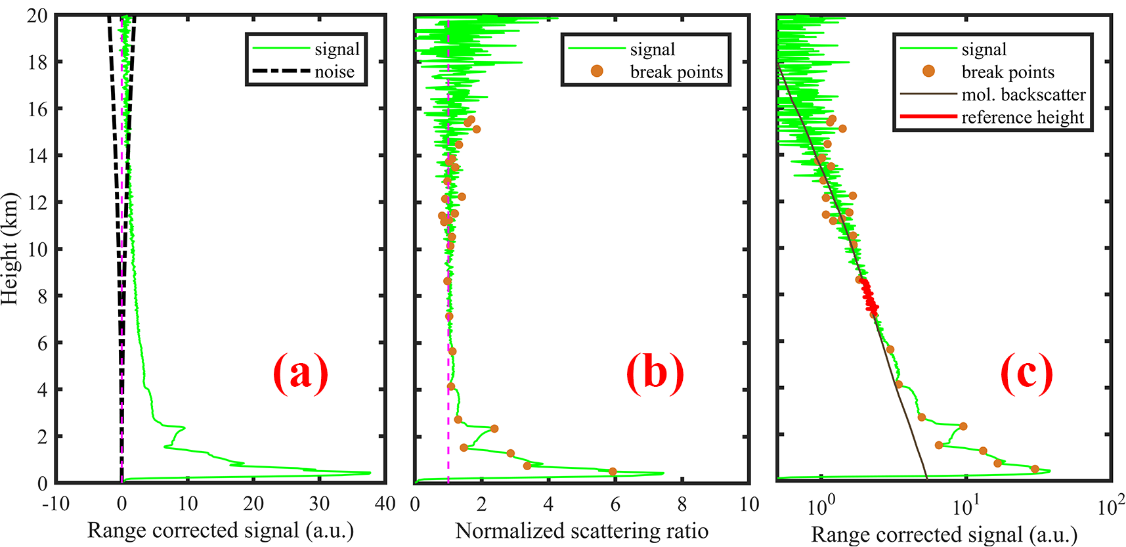 20
18
16
14
12
10
8
6
4
2
0
Height (km)
-10
0
10
20
30
40
Range corrected signal (a.u.)
signal
noise
(a)
0
2
4
6
8
10
Normalized scattering ratio
signal
break points
(b)
10^0
10^1
10^2
Range corrected signal (a.u.)
signal
break points
mol. backscatter
reference height
(c)